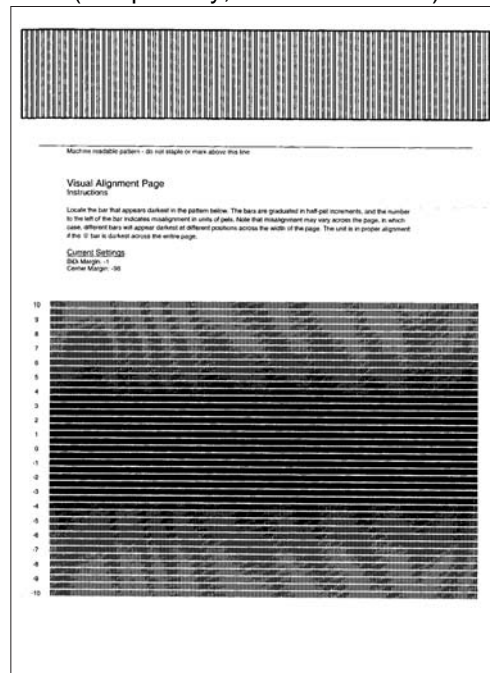 Machine readable pattern - do not staple or mark above this line
Visual Alignment Page
Instructions
Locate the bar that appears darkest in the pattern below. The bars are graduated in half-pel increments, and the number
to the left of the bar indicates misalignment in units of pels. Note that misalignment may vary across the page, in which
case, different bars will appear darkest at different positions across the width of the page. The unit is in proper alignment
if the '0' bar is darkest across the entire page.
Current Settings
Margin: -1
Center Margin: -36
10
9
8
7
6
5
4
3
2
1
0
-1
-2
-3
-4
-5
-6
-7
-8
-9
-10